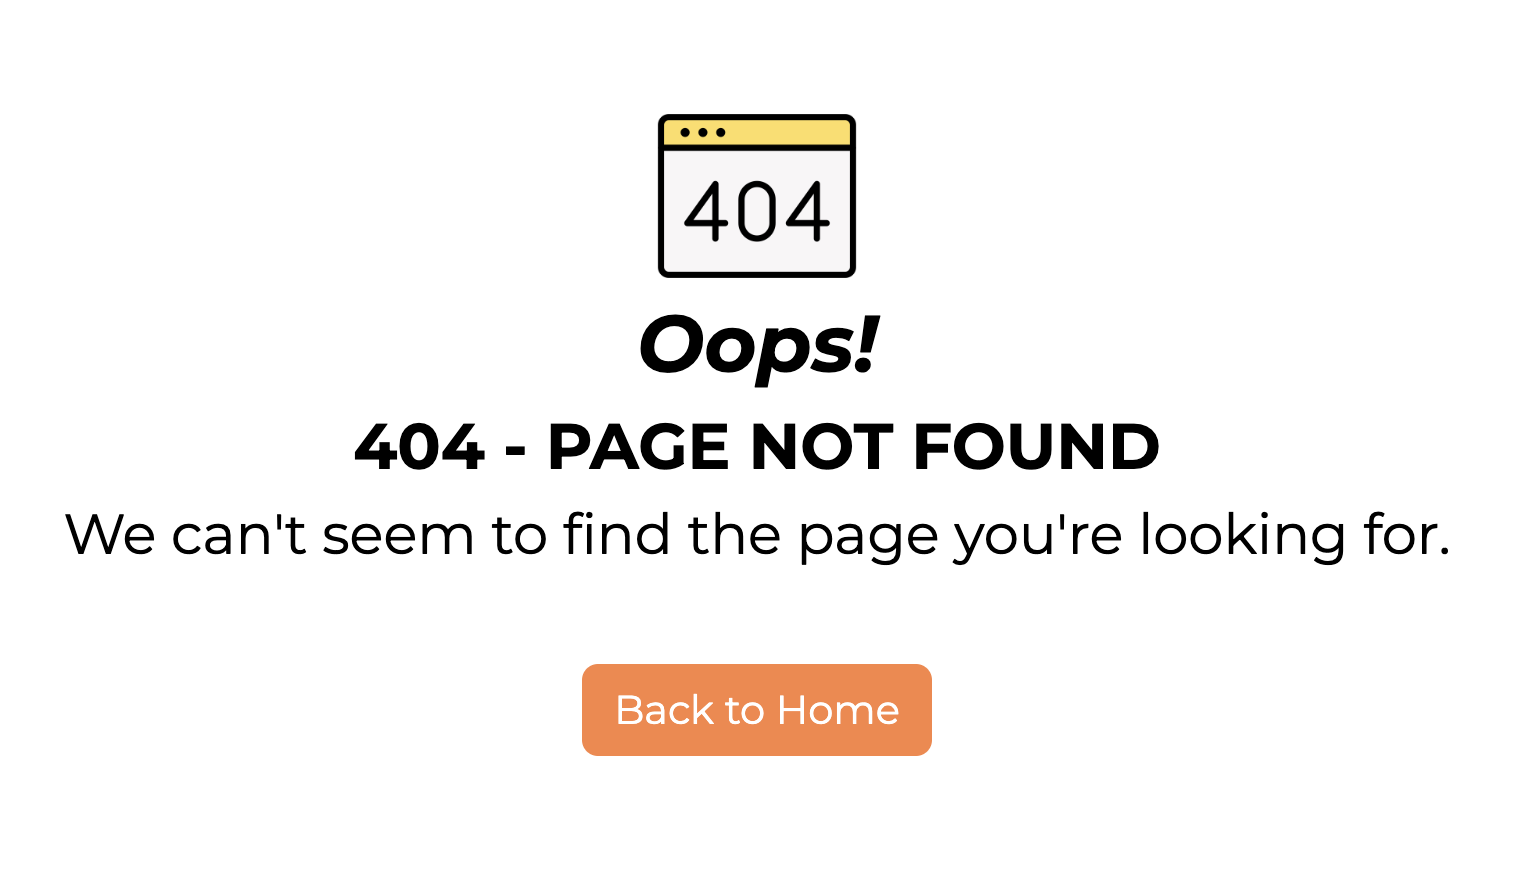 404
Oops!
404 - PAGE NOT FOUND
We can't seem to find the page you're looking for.
Back to Home